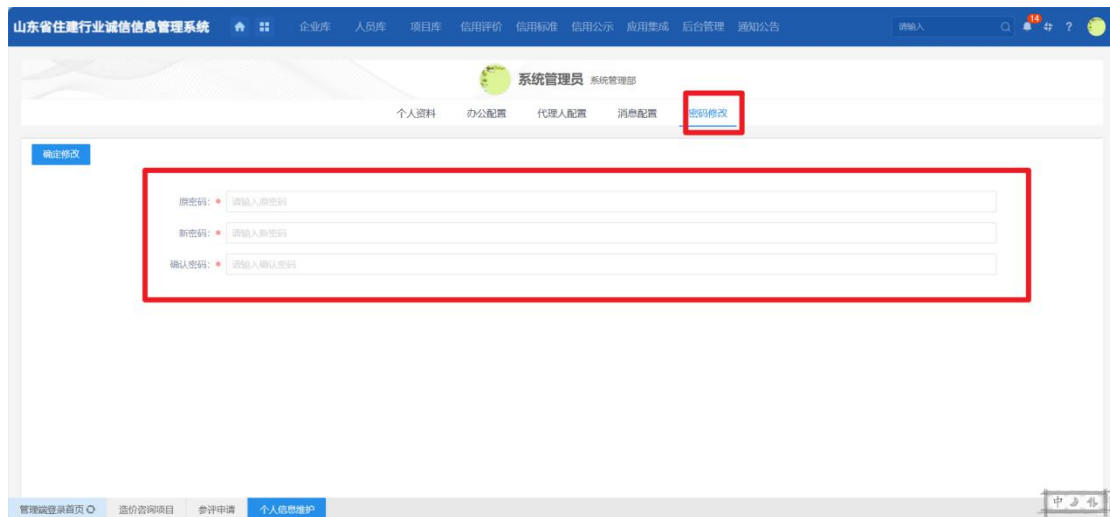 山东省住建行业诚信信息管理系统 企业库 人员库 项目库 信用评价 信用标准 信用公示 应用集成 后台管理 通知公告 请输入 14 ?
系统管理员 系统管理部
个人资料 办公配置 代理人配置 消息配置 密码修改
确定修改
原密码: * 请输入原密码
新密码: * 请输入新密码
确认密码: * 请输入确认密码
管理端登录首页 造价咨询项目 参评申请 个人信息维护
中